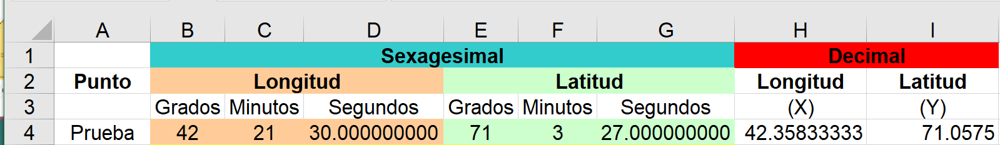 A B C D E F G H I
1 Sexagesimal Decimal
2 Punto Longitud Latitud Longitud Latitud
3 Grados Minutos Segundos Grados Minutos Segundos (X) (Y)
4 Prueba 42 21 30.000000000 71 3 27.000000000 42.35833333 71.0575